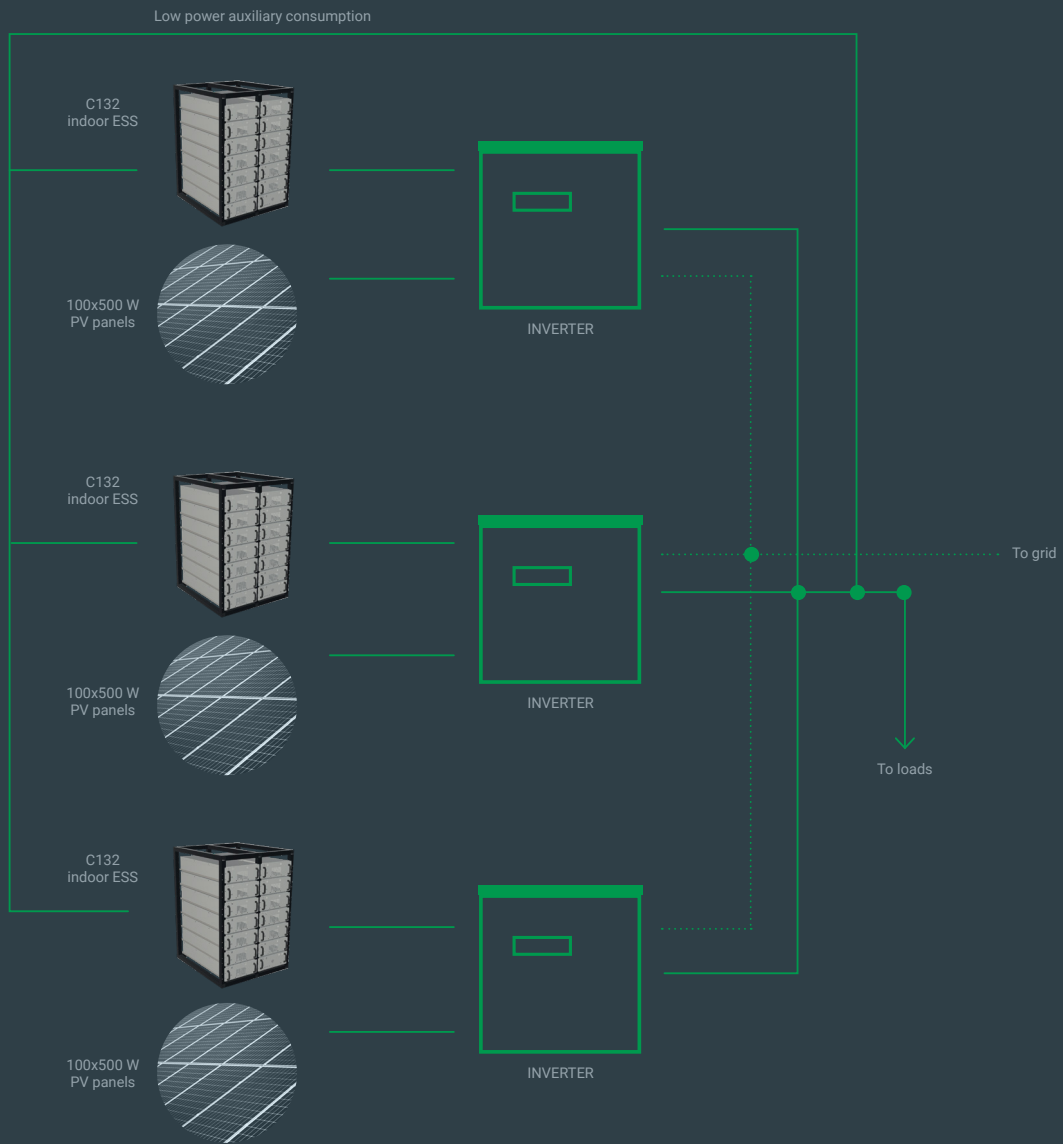 Low power auxiliary consumption
C132
indoor ESS
100x500 W
PV panels
INVERTER
C132
indoor ESS
To grid
100x500 W
PV panels
INVERTER
To loads
C132
indoor ESS
100x500 W
PV panels
INVERTER